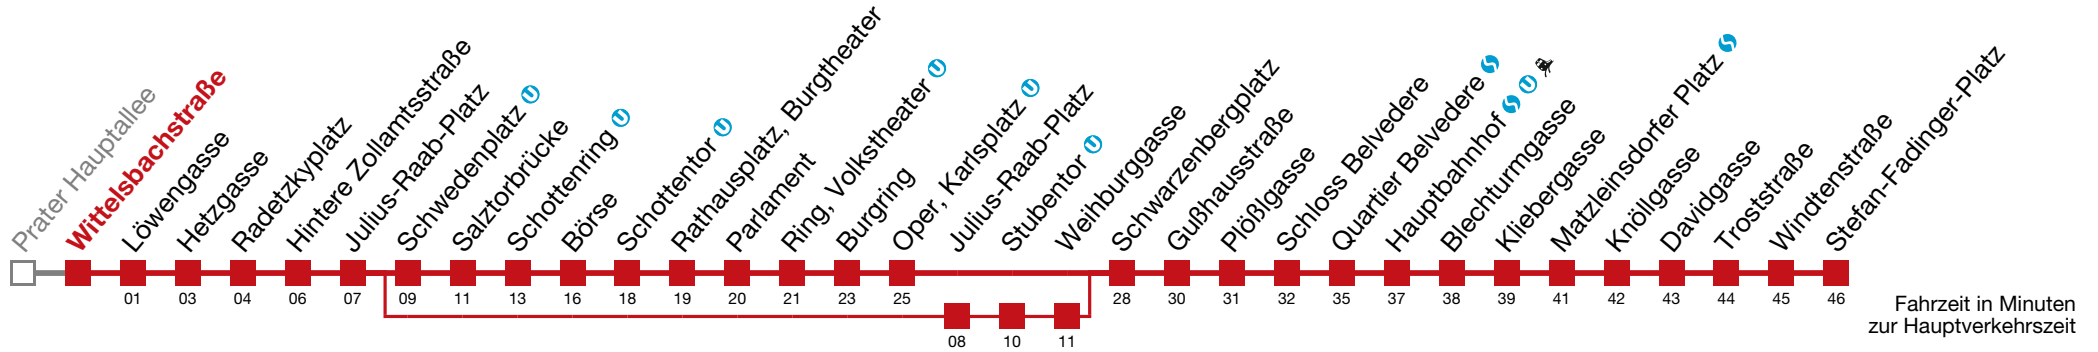 Prater Hauptallee
Wittelsbachstraße
Löwengasse
Hetzgasse
Radetzkyplatz
Hintere Zollamtsstraße
Julius-Raab-Platz
Schwedenplatz U
Salztorbrücke
Schottenring U
Börse
Schottentor U
Rathausplatz, Burgtheater
Parlament
Ring, Volkstheater U
Burgring
Oper, Karlsplatz U
Julius-Raab-Platz
Stubentor U
Weihburggasse
Schwarzenbergplatz
Gußhausstraße
Plößlgasse
Schloss Belvedere
Quartier Belvedere S
Hauptbahnhof S U
Blechturmgasse
Kliebergasse
Matzleinsdorfer Platz S
Knöllgasse
Davidgasse
Troststraße
Windtenstraße
Stefan-Fadinger-Platz
01 03 04 06 07 09 11 13 16 18 19 20 21 23 25 28 30 31 32 35 37 38 39 41 42 43 44 45 46
08 10 11
Fahrzeit in Minuten
zur Hauptverkehrszeit